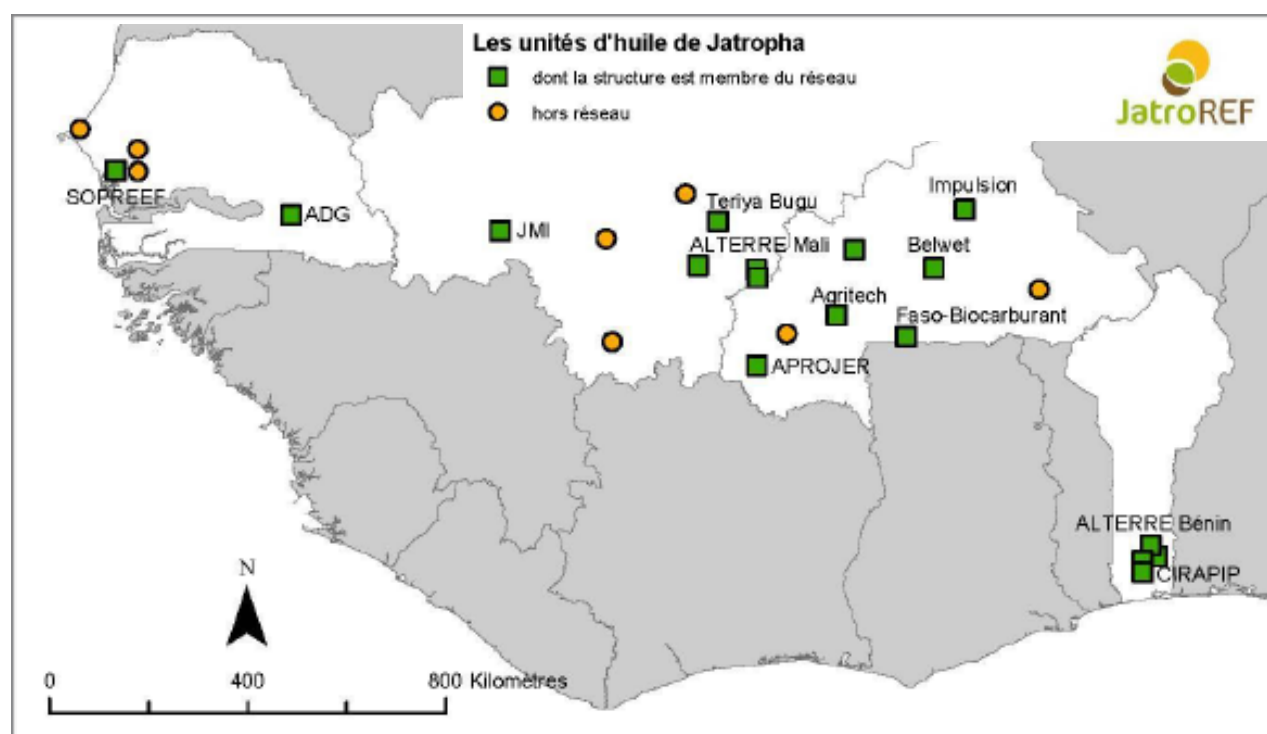 Les unités d'huile de Jatropha
dont la structure est membre du réseau
hors réseau
JatroREF
SOPREEF
ADG
JMI
Teriya Bugu
ALTERRE Mali
Impulsion
Belwet
Agritech
Faso-Biocarburant
APROJER
ALTERRE Bénin
CIRAPIP
N
0 400 800 Kilomètres